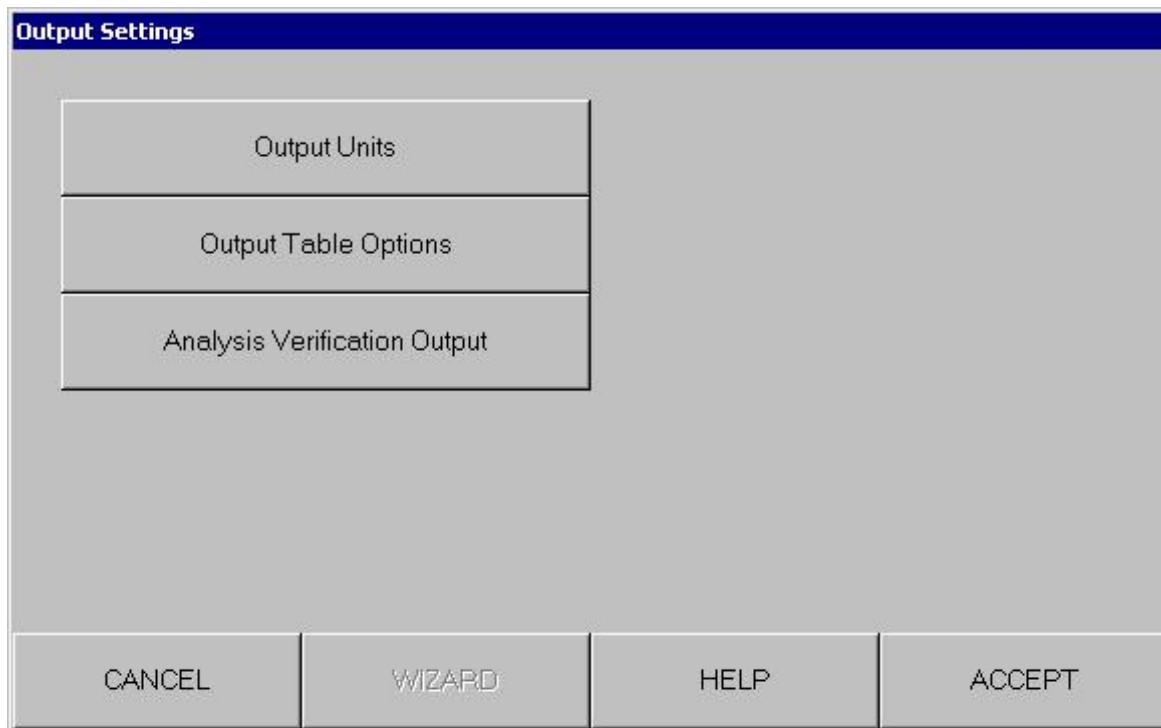 Output Settings
Output Units
Output Table Options
Analysis Verification Output
CANCEL
WIZARD
HELP
ACCEPT